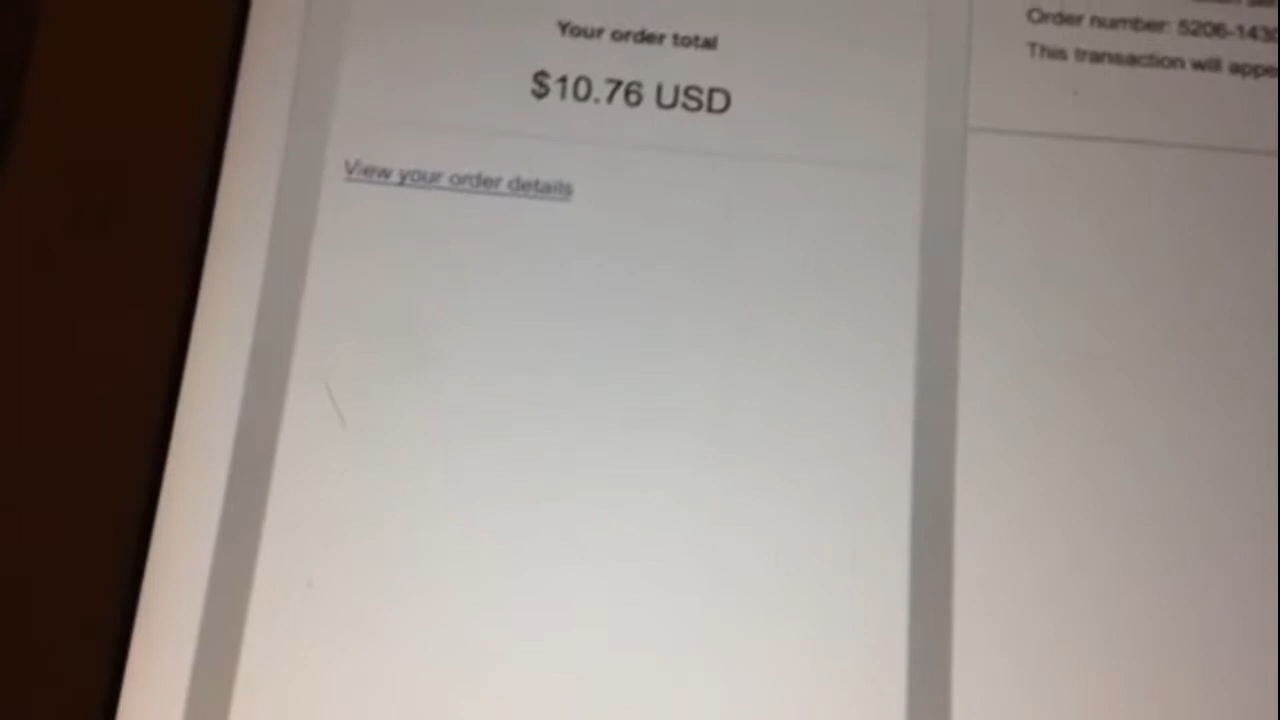 Your order total
$10.76 USD
View your order details
Order number: 5206-143
This transaction will appe